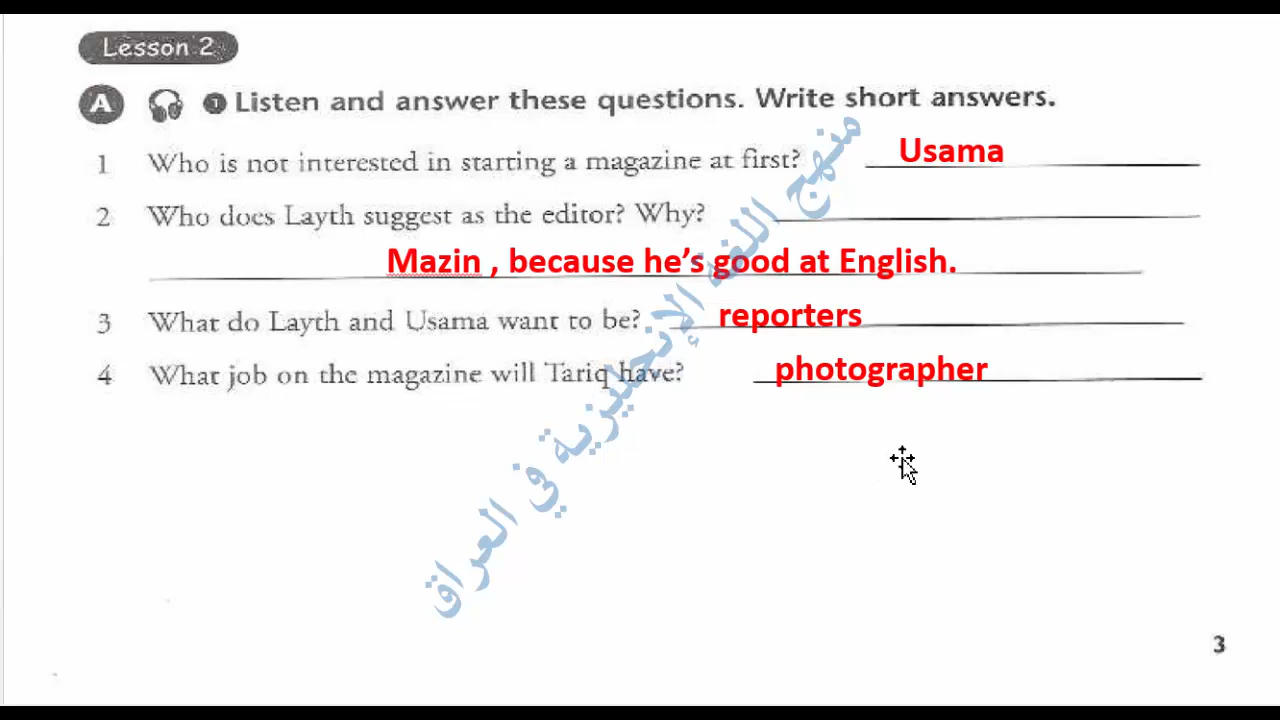 Lesson 2
A 1 Listen and answer these questions. Write short answers.
1 Who is not interested in starting a magazine at first? Usama
2 Who does Layth suggest as the editor? Why?
Mazin , because he's good at English.
3 What do Layth and Usama want to be? reporters
4 What job on the magazine will Tariq have? photographer
منهج اللغة الإنجليزية في العراق
3